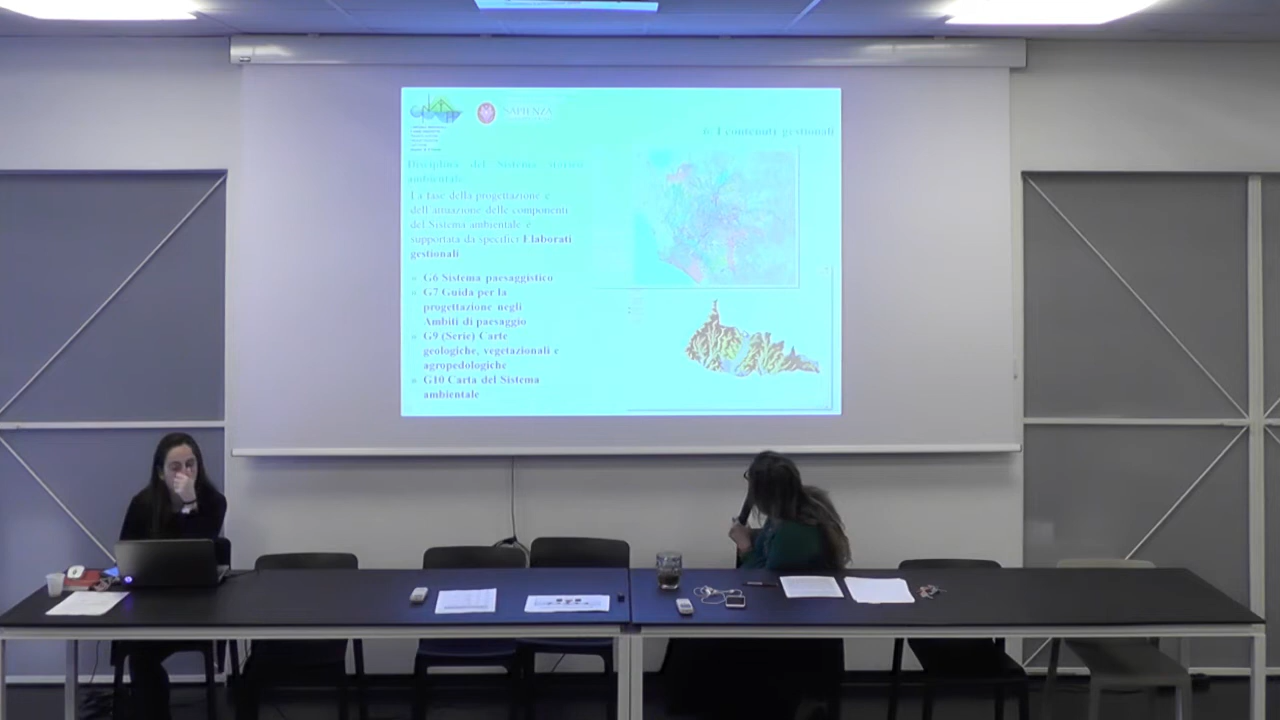 SAPIENZA
6. I contenuti gestionali
Disciplina del Sistema storico
ambientale
La fase della progettazione e
dell'attuazione delle componenti
del Sistema ambientale è
supportata da specifici Elaborati
gestionali
G6 Sistema paesaggistico
G7 Guida per la
progettazione negli
Ambiti di paesaggio
G9 (Serie) Carte
geologiche, vegetazionali e
agropedologiche
G10 Carta del Sistema
ambientale